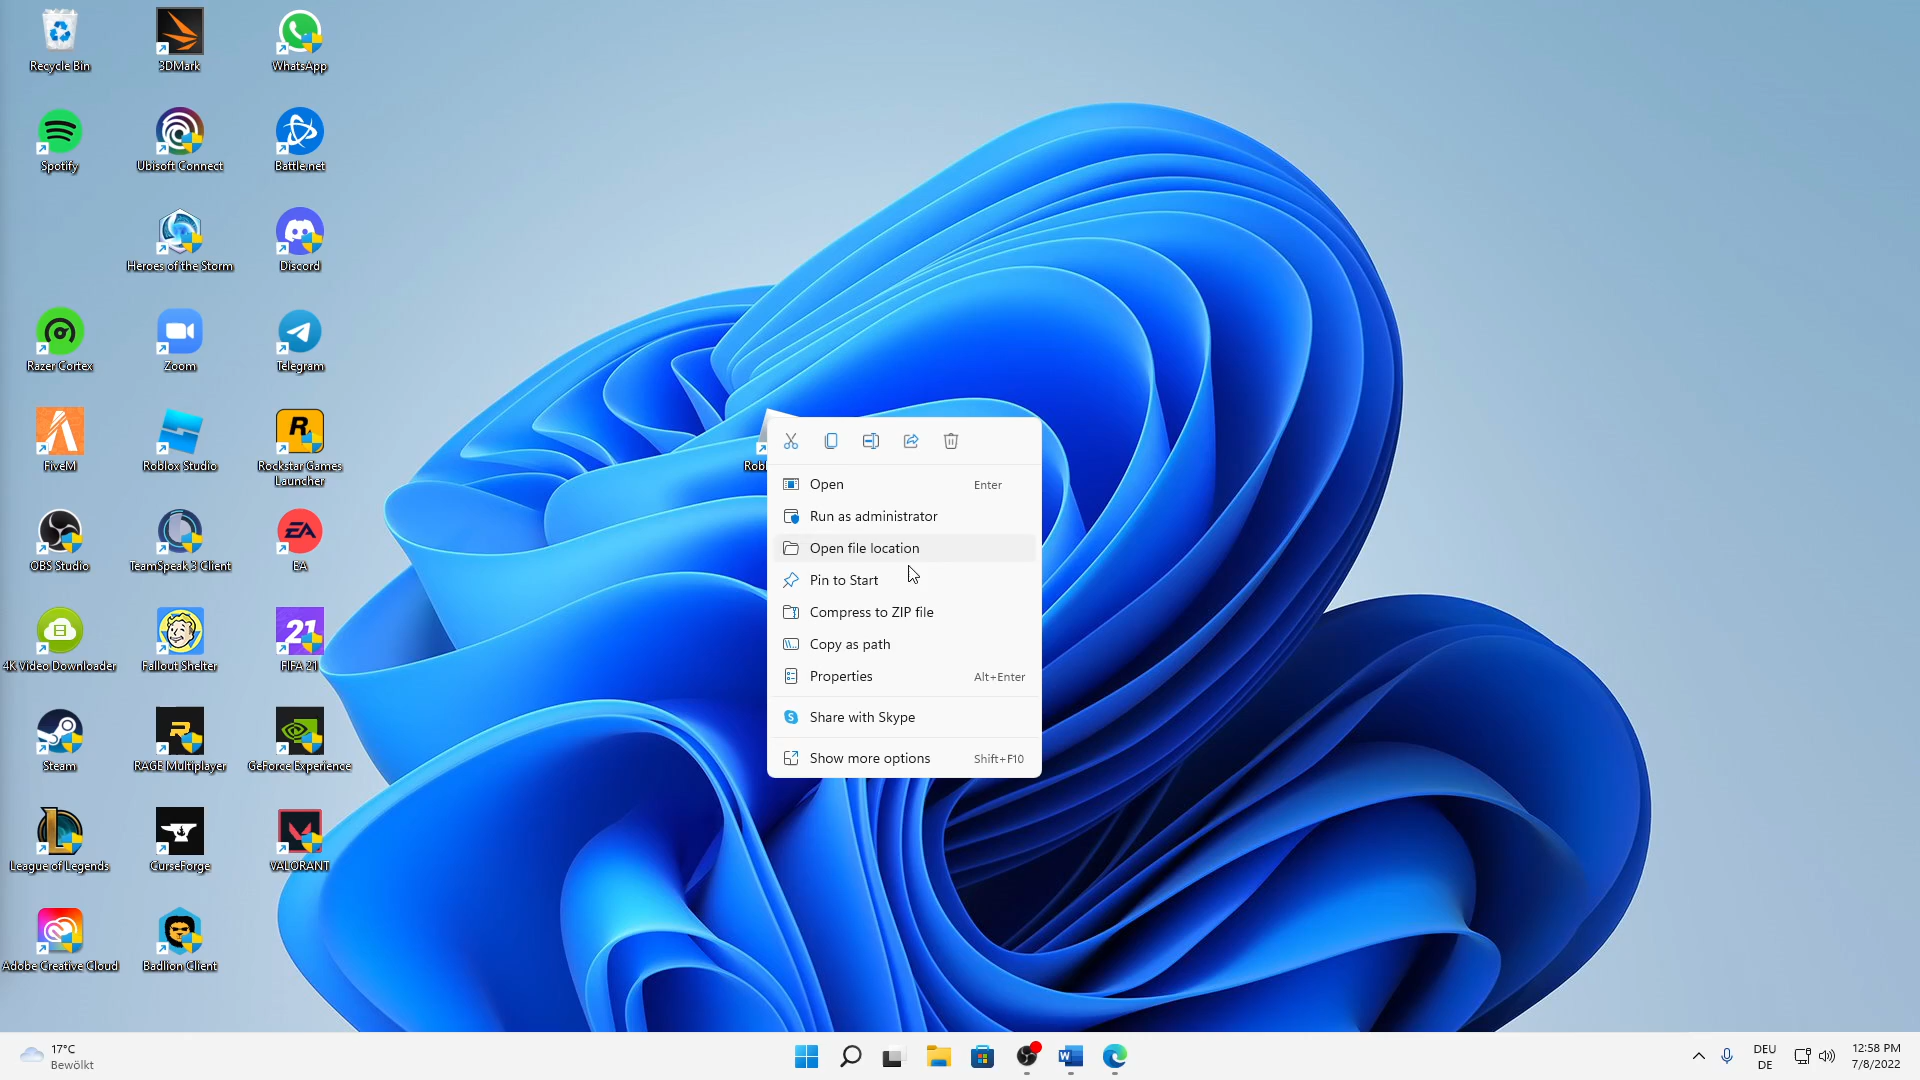 Recycle Bin
3DMark
WhatsApp
Spotify
Ubisoft Connect
Battle.net
Heroes of the Storm
Discord
Razer Cortex
Zoom
Telegram
FiveM
Roblox Studio
Rockstar Games
Launcher
OBS Studio
TeamSpeak 3 Client
EA
4K Video Downloader
Fallout Shelter
21
FIFA 21
Steam
RAGE Multiplayer
GeForce Experience
League of Legends
CurseForge
VALORANT
Adobe Creative Cloud
Badlion Client
Robl
Open Enter
Run as administrator
Open file location
Pin to Start
Compress to ZIP file
Copy as path
Properties Alt+Enter
Share with Skype
Show more options Shift+F10
17°C
Bewölkt
DEU
DE
12:58 PM
7/8/2022